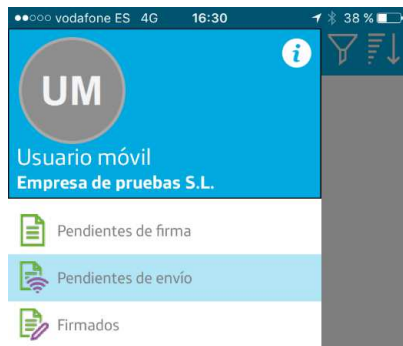 vodafone ES 4G 16:30 38 %
i
UM
Usuario móvil
Empresa de pruebas S.L.
Pendientes de firma
Pendientes de envío
Firmados